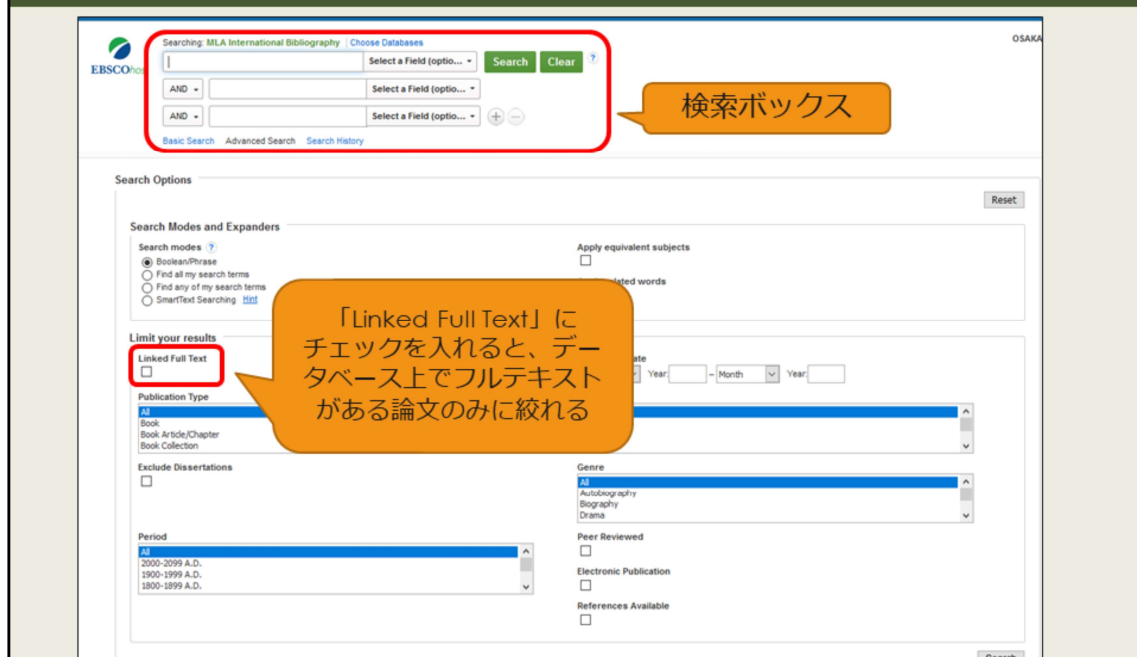 Searching: MLA International Bibliography Choose Databases
OSAKA
EBSCOhos
Select a Field (optio...
Search
Clear
?
AND
Select a Field (optio...
AND
Select a Field (optio...
検索ボックス
Basic Search Advanced Search Search History
Search Options
Reset
Search Modes and Expanders
Search modes ?
Boolean/Phrase
Find all my search terms
Find any of my search terms
SmartText Searching Hint
Apply equivalent subjects
words
「Linked Full Text」に
チェックを入れると、デー
タベース上でフルテキスト
がある論文のみに絞れる
Limit your results
Linked Full Text
Year: – Month Year:
Publication Type
All
Book
Book Article/Chapter
Book Collection
Exclude Dissertations
Genre
All
Autobiography
Biography
Drama
Period
All
2000-2099 A.D.
1900-1999 A.D.
1800-1899 A.D.
Peer Reviewed
Electronic Publication
References Available
Search